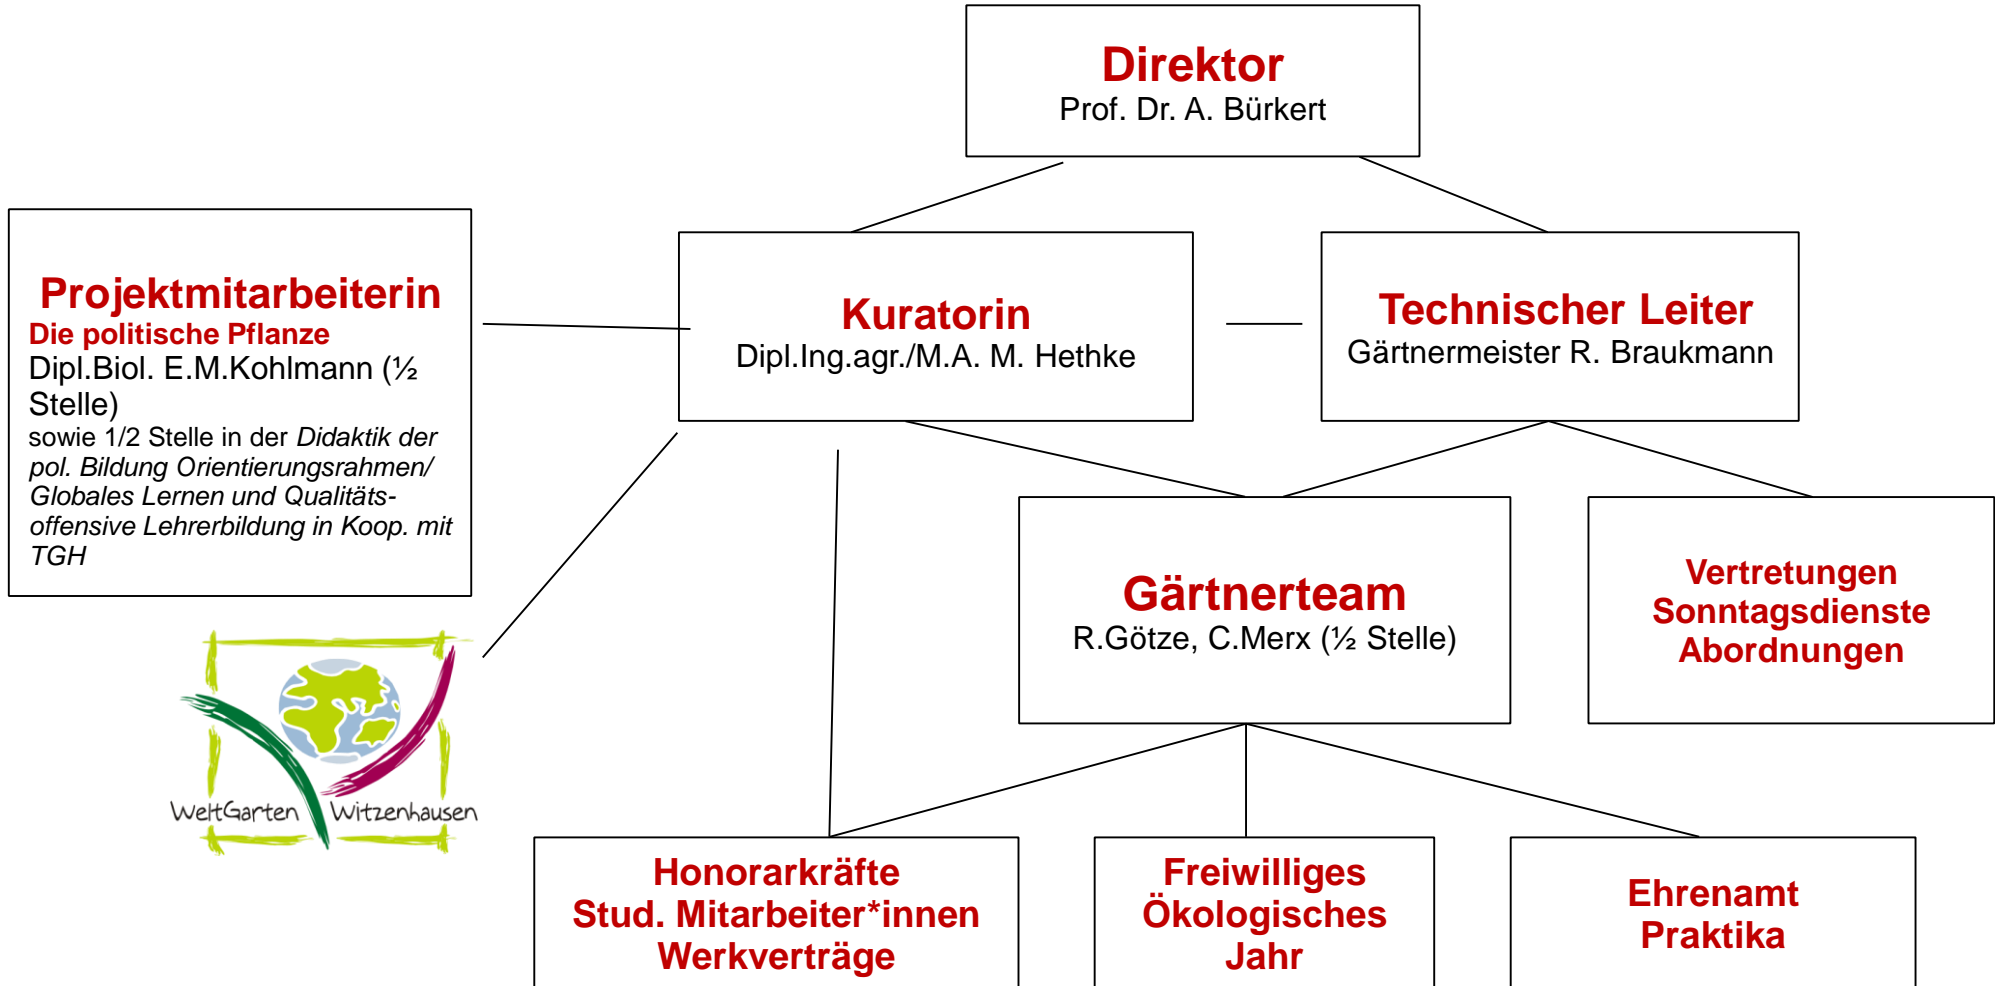 Direktor
Prof. Dr. A. Bürkert
Projektmitarbeiterin
Die politische Pflanze
Dipl.Biol. E.M.Kohlmann (½
Stelle)
sowie 1/2 Stelle in der Didaktik der
pol. Bildung Orientierungsrahmen/
Globales Lernen und Qualitäts-
offensive Lehrerbildung in Koop. mit
TGH
Kuratorin
Dipl.Ing.agr./M.A. M. Hethke
Technischer Leiter
Gärtnermeister R. Braukmann
Gärtnerteam
R.Götze, C.Merx (½ Stelle)
Vertretungen
Sonntagsdienste
Abordnungen
WeltGarten Witzenhausen
Honorarkräfte
Stud. Mitarbeiter*innen
Werkverträge
Freiwilliges
Ökologisches
Jahr
Ehrenamt
Praktika